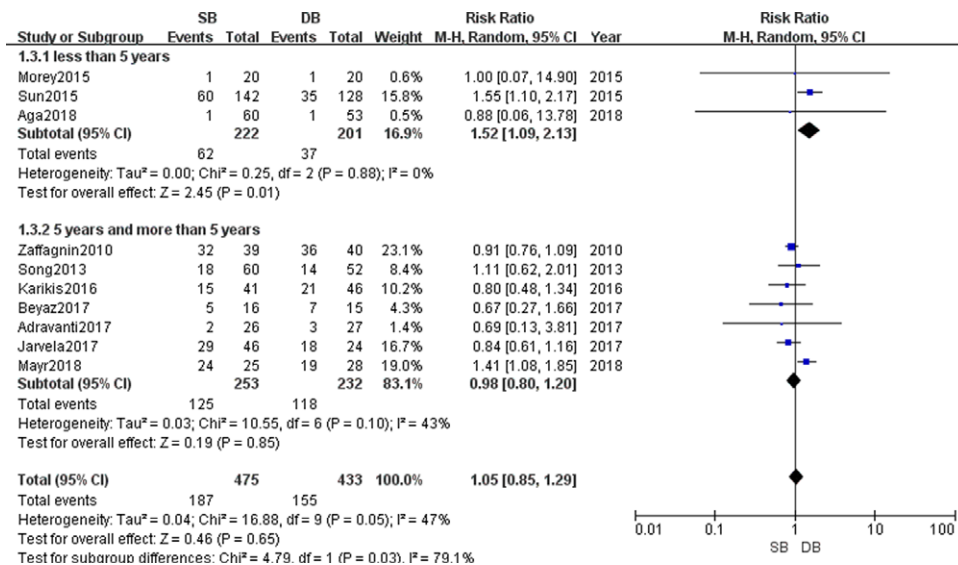 SB DB Risk Ratio Risk Ratio
Study or Subgroup Events Total Events Total Weight M-H, Random, 95% CI Year M-H, Random, 95% CI
1.3.1 less than 5 years
Morey2015 1 20 1 20 0.6% 1.00 [0.07, 14.90] 2015
Sun2015 60 142 35 128 15.8% 1.55 [1.10, 2.17] 2015
Aga2018 1 60 1 53 0.5% 0.88 [0.06, 13.78] 2018
Subtotal (95% CI) 222 201 16.9% 1.52 [1.09, 2.13]
Total events 62 37
Heterogeneity: Tau² = 0.00; Chi² = 0.25, df = 2 (P = 0.88); I² = 0%
Test for overall effect: Z = 2.45 (P = 0.01)
1.3.2 5 years and more than 5 years
Zaffagnin2010 32 39 36 40 23.1% 0.91 [0.76, 1.09] 2010
Song2013 18 60 14 52 8.4% 1.11 [0.62, 2.01] 2013
Karikis2016 15 41 21 46 10.2% 0.80 [0.48, 1.34] 2016
Beyaz2017 5 16 7 15 4.3% 0.67 [0.27, 1.66] 2017
Adravanti2017 2 26 3 27 1.4% 0.69 [0.13, 3.81] 2017
Jarvela2017 29 46 18 24 16.7% 0.84 [0.61, 1.16] 2017
Mayr2018 24 25 19 28 19.0% 1.41 [1.08, 1.85] 2018
Subtotal (95% CI) 253 232 83.1% 0.98 [0.80, 1.20]
Total events 125 118
Heterogeneity: Tau² = 0.03; Chi² = 10.55, df = 6 (P = 0.10); I² = 43%
Test for overall effect: Z = 0.19 (P = 0.85)
Total (95% CI) 475 433 100.0% 1.05 [0.85, 1.29]
Total events 187 155
Heterogeneity: Tau² = 0.04; Chi² = 16.88, df = 9 (P = 0.05); I² = 47%
Test for overall effect: Z = 0.46 (P = 0.65)
Test for subgroup differences: Chi² = 4.79, df = 1 (P = 0.03), I² = 79.1%
0.01 0.1 1 10 100
SB DB